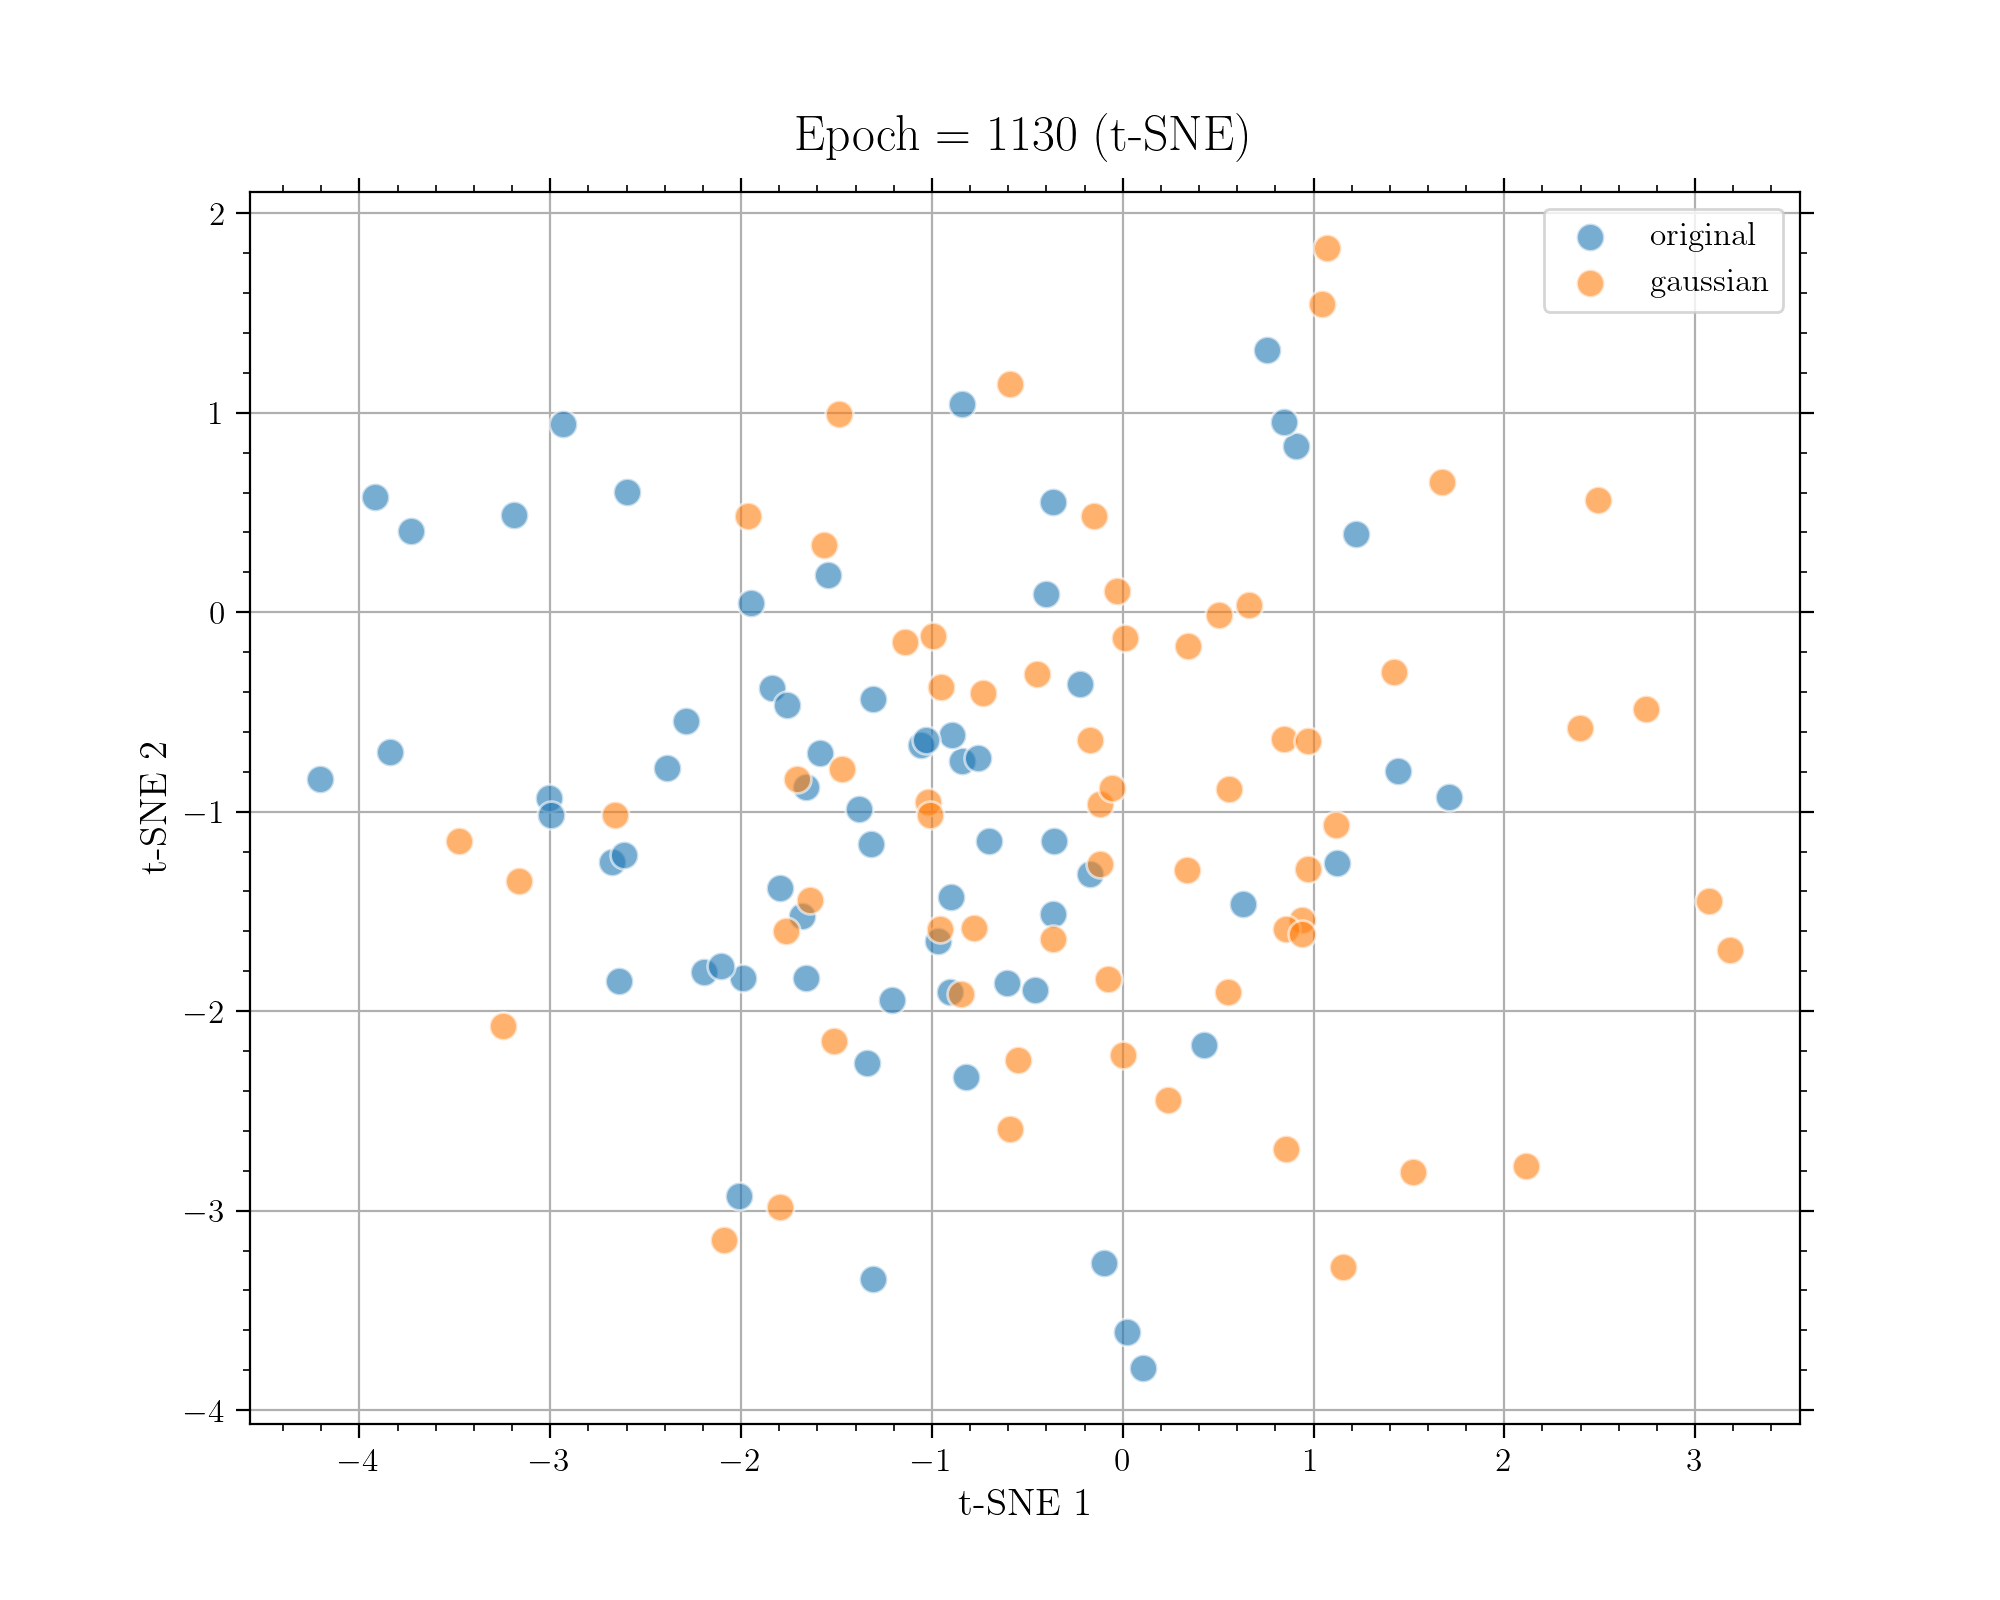 Epoch = 1130 (t-SNE)
original
gaussian
2
1
0
−1
−2
−3
−4
t-SNE 2
−4 −3 −2 −1 0 1 2 3
t-SNE 1